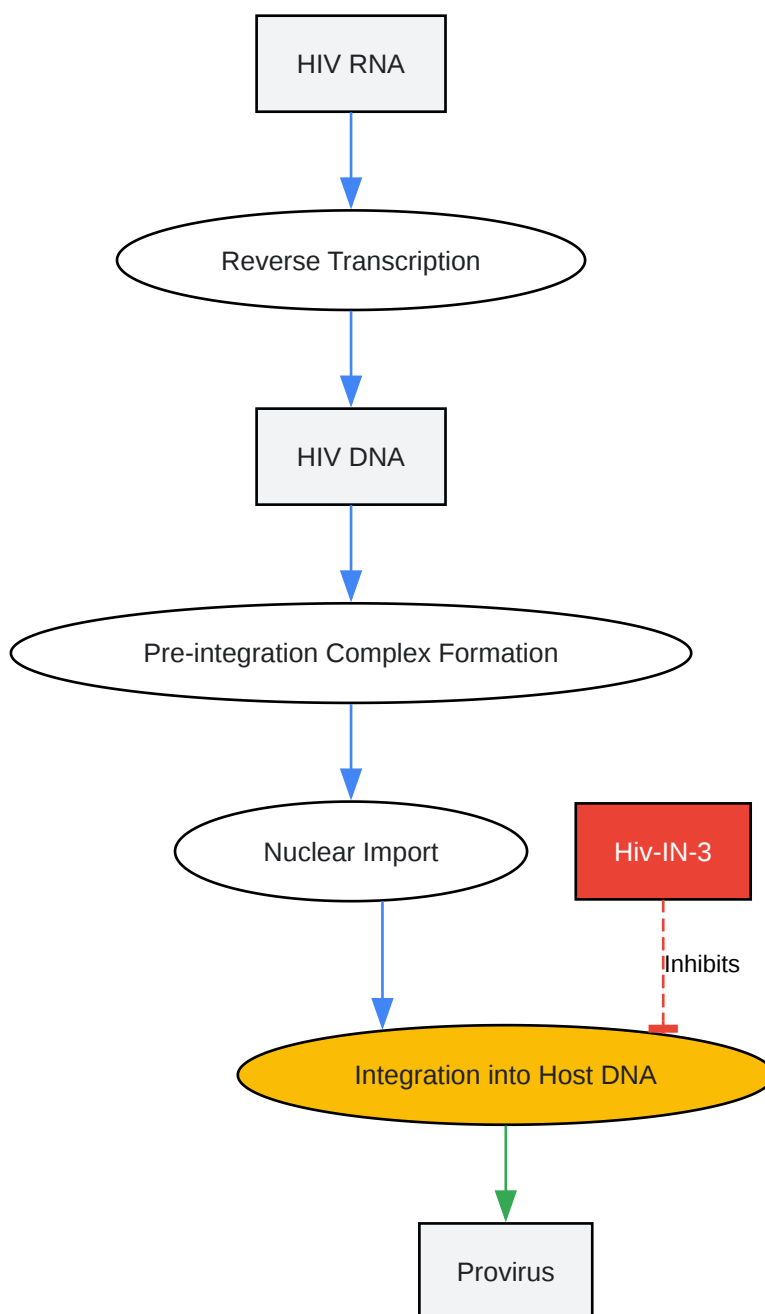 HIV RNA
Reverse Transcription
HIV DNA
Pre-integration Complex Formation
Nuclear Import
Hiv-IN-3
Inhibits
Integration into Host DNA
Provirus